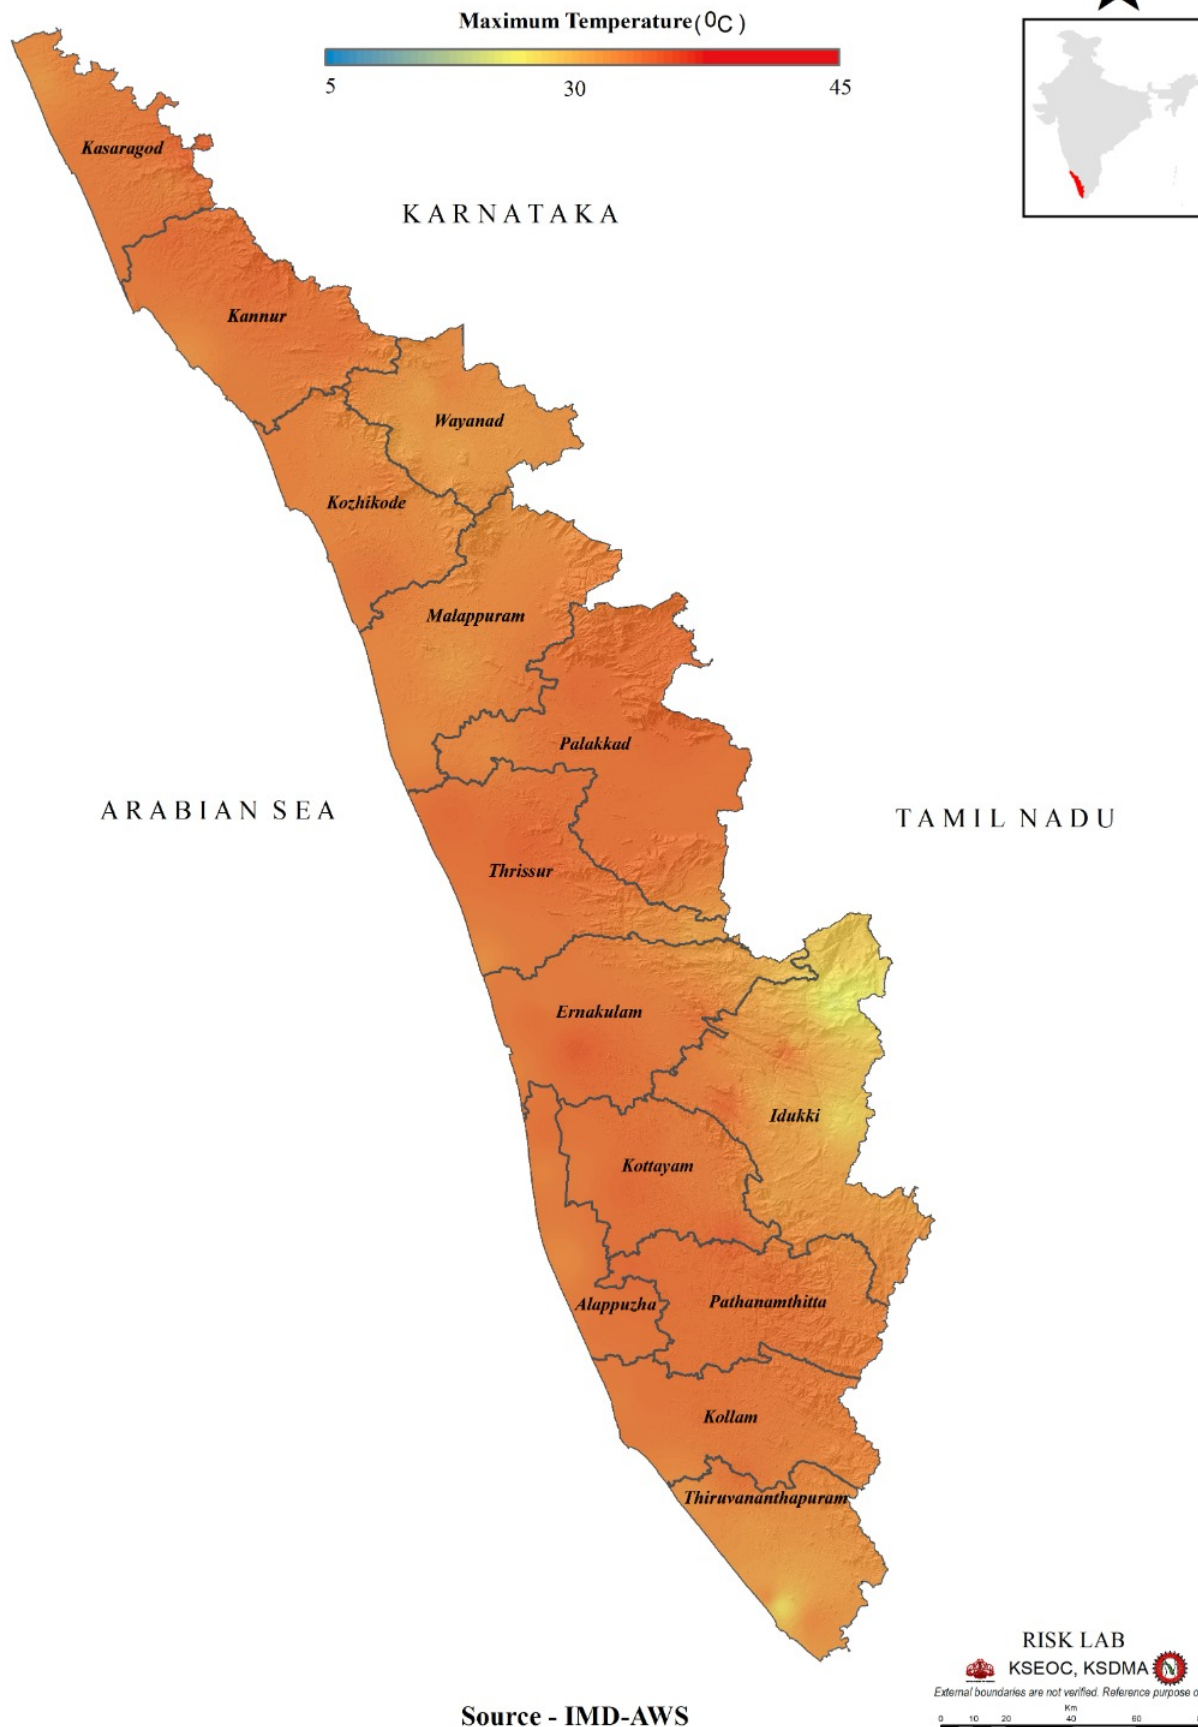 Maximum Temperature (⁰C)
5 30 45
Kasaragod
KARNATAKA
Kannur
Wayanad
Kozhikode
Malappuram
Palakkad
ARABIAN SEA
TAMIL NADU
Thrissur
Ernakulam
Idukki
Kottayam
Alappuzha
Pathanamthitta
Kollam
Thiruvananthapuram
RISK LAB
KSEOC, KSDMA
External boundaries are not verified. Reference purpose
Km
0 10 20 40 60
Source - IMD-AWS